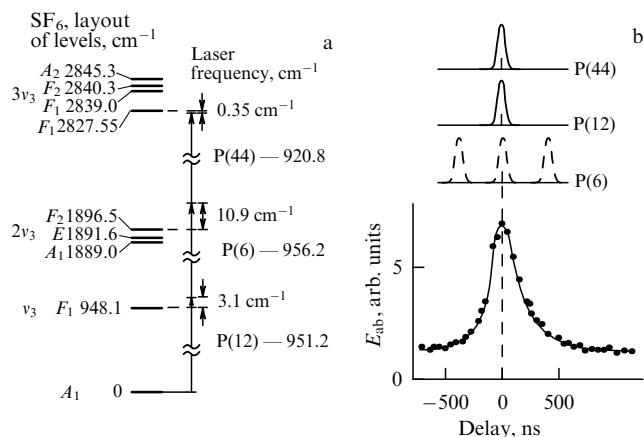 SF6, layout
of levels, cm−1
a
Laser
frequency, cm−1
3ν3
A2 2845.3
F2 2840.3
F1 2839.0
F1 2827.55
0.35 cm−1
P(44) — 920.8
2ν3
F2 1896.5
E 1891.6
A1 1889.0
10.9 cm−1
P(6) — 956.2
ν3 F1 948.1
3.1 cm−1
P(12) — 951.2
A1 0
b
P(44)
P(12)
P(6)
Eab, arb. units
5
0
−500 0 500
Delay, ns